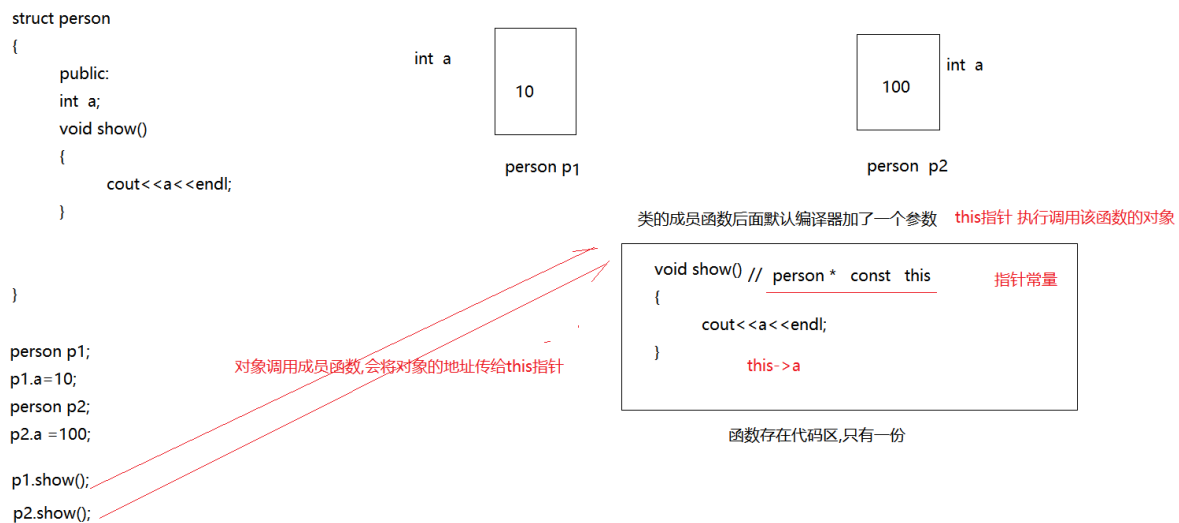 struct person
{
public:
int a;
void show()
{
cout<<a<<endl;
}
}
person p1;
p1.a=10;
person p2;
p2.a =100;
p1.show();
p2.show();
int a
10
person p1
100
int a
person p2
类的成员函数后面默认编译器加了一个参数 this指针 执行调用该函数的对象
void show() // person * const this 指针常量
{
cout<<a<<endl;
}
this->a
对象调用成员函数,会将对象的地址传给this指针
函数存在代码区,只有一份